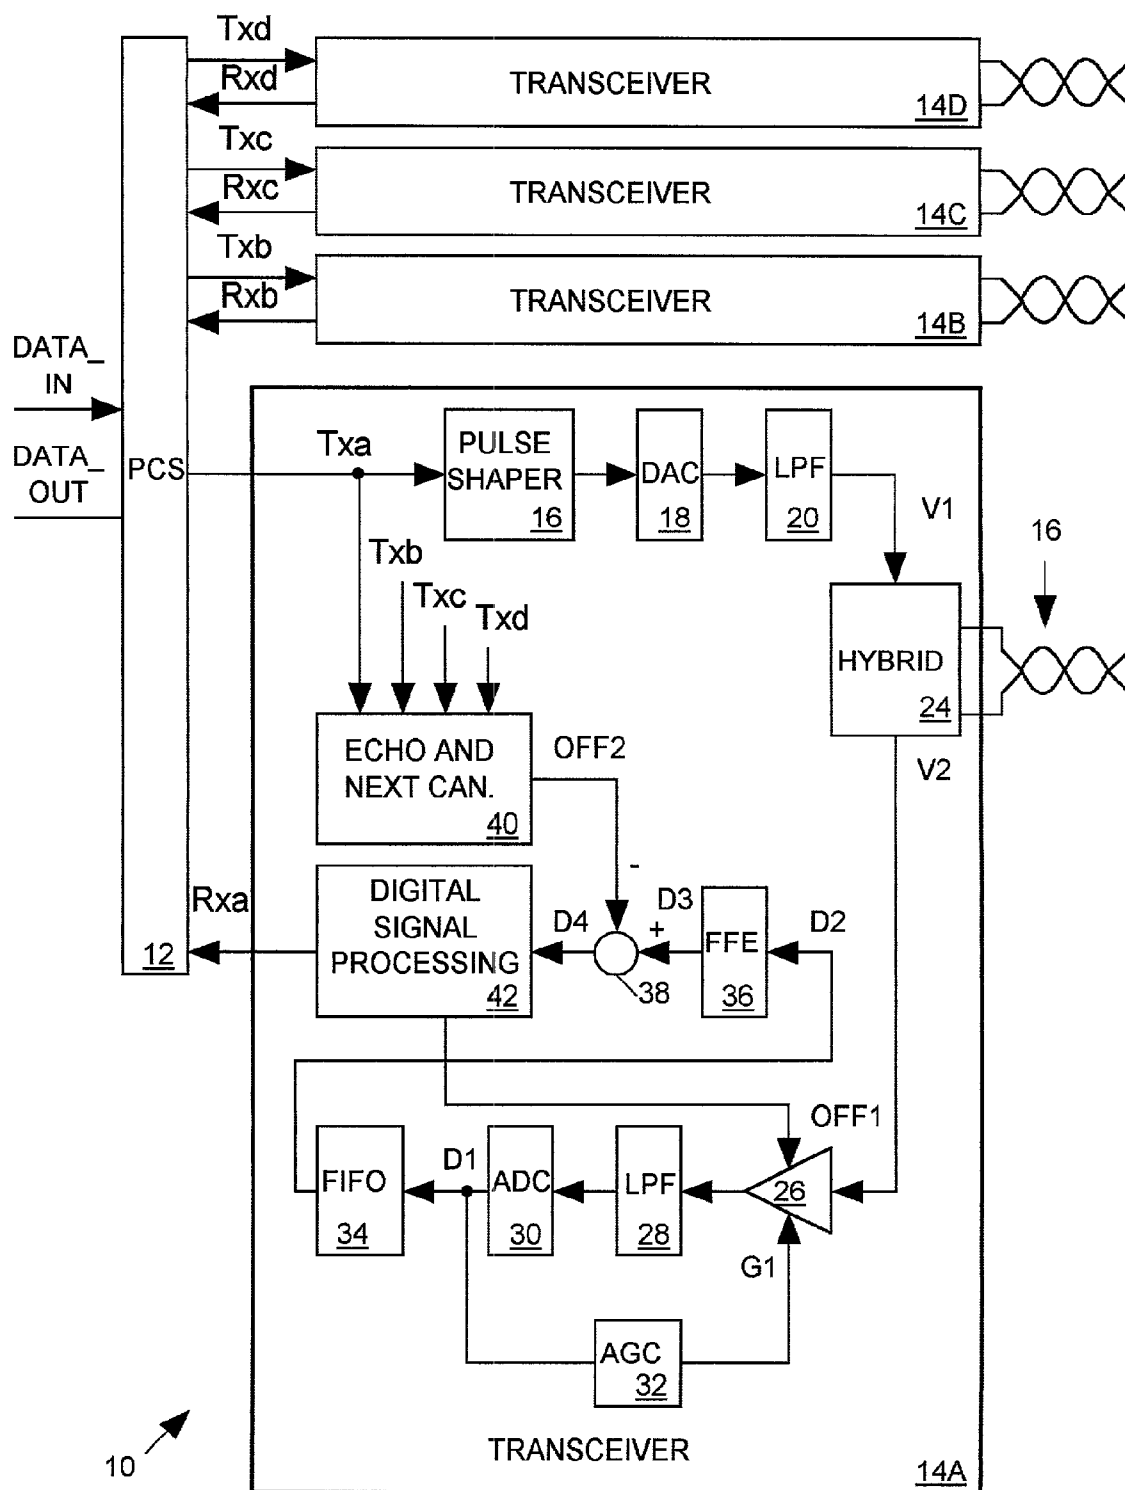 Txd
Rxd
TRANSCEIVER
14D
Txc
Rxc
TRANSCEIVER
14C
Txb
Rxb
TRANSCEIVER
14B
DATA_
IN
DATA_
OUT
PCS
12
Txa
PULSE
SHAPER
16
DAC
18
LPF
20
V1
16
Txb
Txc
Txd
HYBRID
24
V2
ECHO AND
NEXT CAN.
40
OFF2
-
Rxa
DIGITAL
SIGNAL
PROCESSING
42
D4
+
D3
38
FFE
36
D2
OFF1
FIFO
34
D1
ADC
30
LPF
28
26
G1
AGC
32
TRANSCEIVER
14A
10